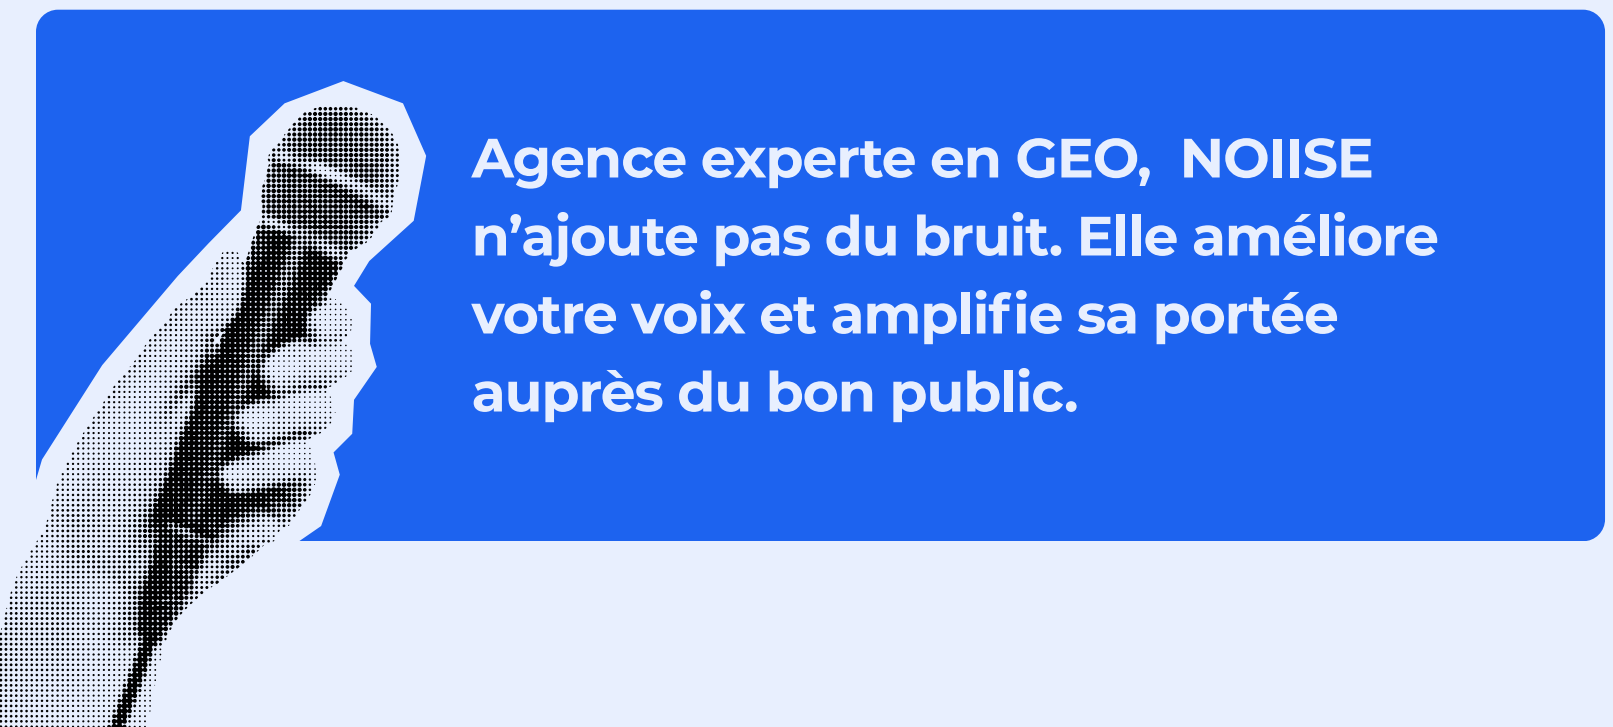 Agence experte en GEO,  NOIISE
n’ajoute pas du bruit. Elle améliore
votre voix et amplifie sa portée
auprès du bon public.